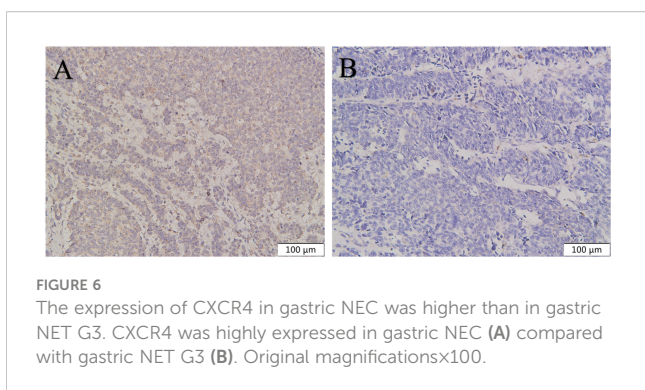 A
B
100 µm
100 µm
FIGURE 6
The expression of CXCR4 in gastric NEC was higher than in gastric
NET G3. CXCR4 was highly expressed in gastric NEC (A) compared
with gastric NET G3 (B). Original magnifications×100.